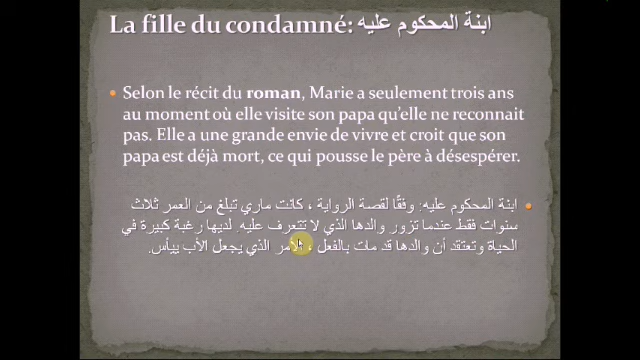 La fille du condamné: ابنة المحكوم عليه
Selon le récit du roman, Marie a seulement trois ans
au moment où elle visite son papa qu'elle ne reconnait
pas. Elle a une grande envie de vivre et croit que son
papa est déjà mort, ce qui pousse le père à désespérer.
ابنة المحكوم عليه: وفقًا لقصة الرواية ، كانت ماري تبلغ من العمر ثلاث
سنوات فقط عندما تزور والدها الذي لا تتعرف عليه. لديها رغبة كبيرة في
الحياة وتعتقد أن والدها قد مات بالفعل ، الأمر الذي يجعل الأب ييأس.